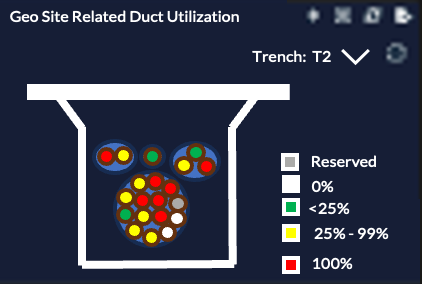 Geo Site Related Duct Utilization
Trench: T2
Reserved
0%
<25%
25% - 99%
100%